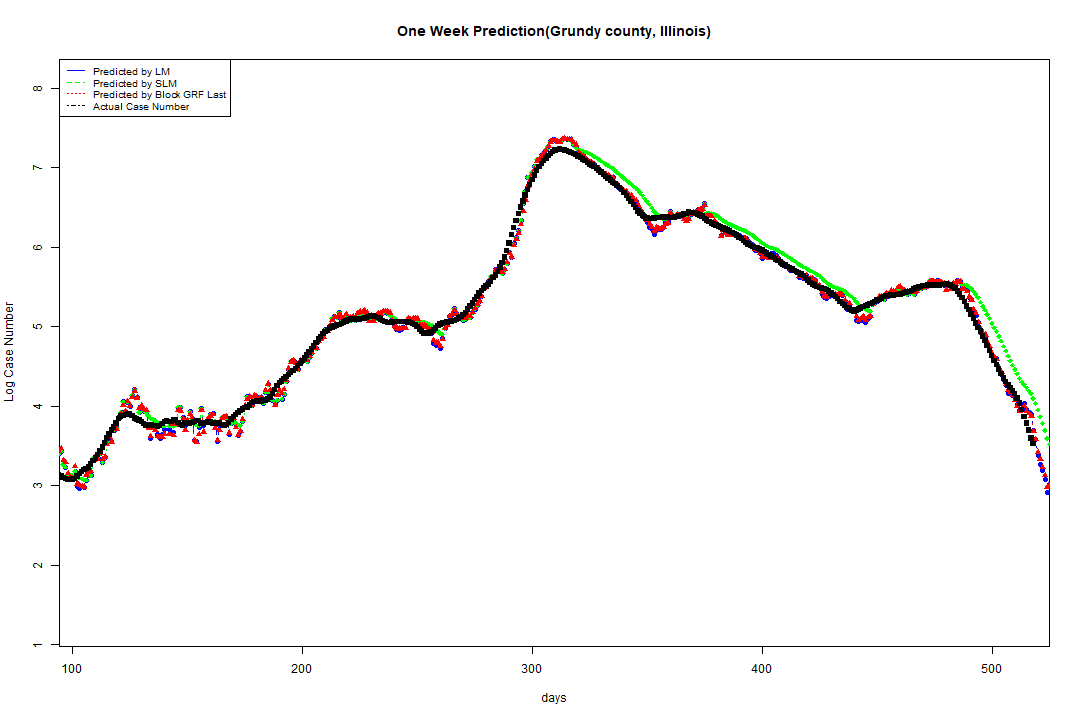 One Week Prediction(Grundy county, Illinois)
Predicted by LM
Predicted by SLM
Predicted by Block GRF Last
Actual Case Number
8
7
6
5
4
3
2
1
Log Case Number
100 200 300 400 500
days